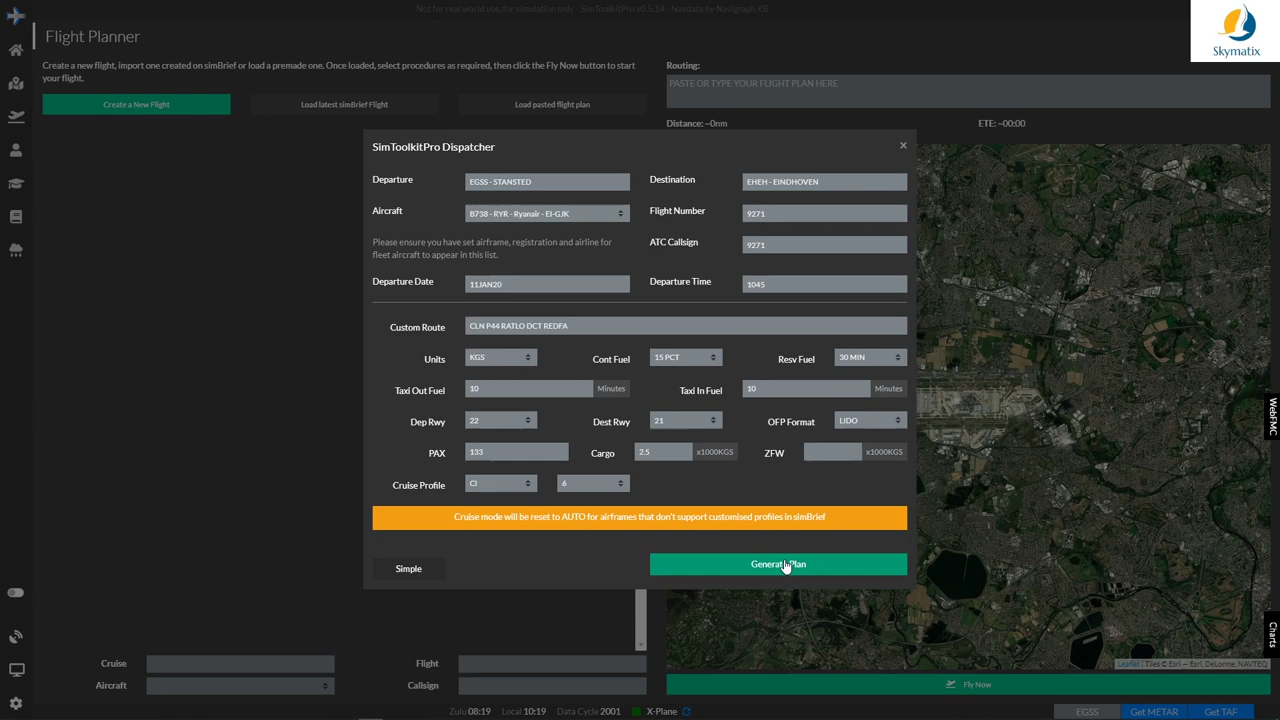 Not for real world use, for simulation only - SimToolkitPro v0.5.14 - Navdata by Navigraph KB
Skymatix
Flight Planner
Create a new flight, import one created on simBrief or load a premade one. Once loaded, select procedures as required, then click the Fly Now button to start
your flight.
Create a New Flight
Load latest simBrief Flight
Load pasted flight plan
Routing:
PASTE OR TYPE YOUR FLIGHT PLAN HERE
Distance: ~0nm
ETE: ~00:00
SimToolkitPro Dispatcher
×
Departure
EGSS - STANSTED
Destination
EHEH - EINDHOVEN
Aircraft
B738 - RYR - Ryanair - EI-GJK
Flight Number
9271
Please ensure you have set airframe, registration and airline for
fleet aircraft to appear in this list.
ATC Callsign
9271
Departure Date
11JAN20
Departure Time
1045
Custom Route
CLN P44 RATLO DCT REDFA
Units
KGS
Cont Fuel
15 PCT
Resv Fuel
30 MIN
Taxi Out Fuel
10
Minutes
Taxi In Fuel
10
Minutes
Dep Rwy
22
Dest Rwy
21
OFP Format
LIDO
PAX
133
Cargo
2.5
x1000KGS
ZFW
x1000KGS
Cruise Profile
CI
6
Cruise mode will be reset to AUTO for airframes that don't support customised profiles in simBrief
Simple
Generate Plan
WebFMC
Charts
Leaflet | Tiles © Esri — Esri, DeLorme, NAVTEQ
Cruise
Flight
Aircraft
Callsign
Fly Now
Zulu 08:19
Local 10:19
Data Cycle 2001
X-Plane
EGSS
Get METAR
Get TAF